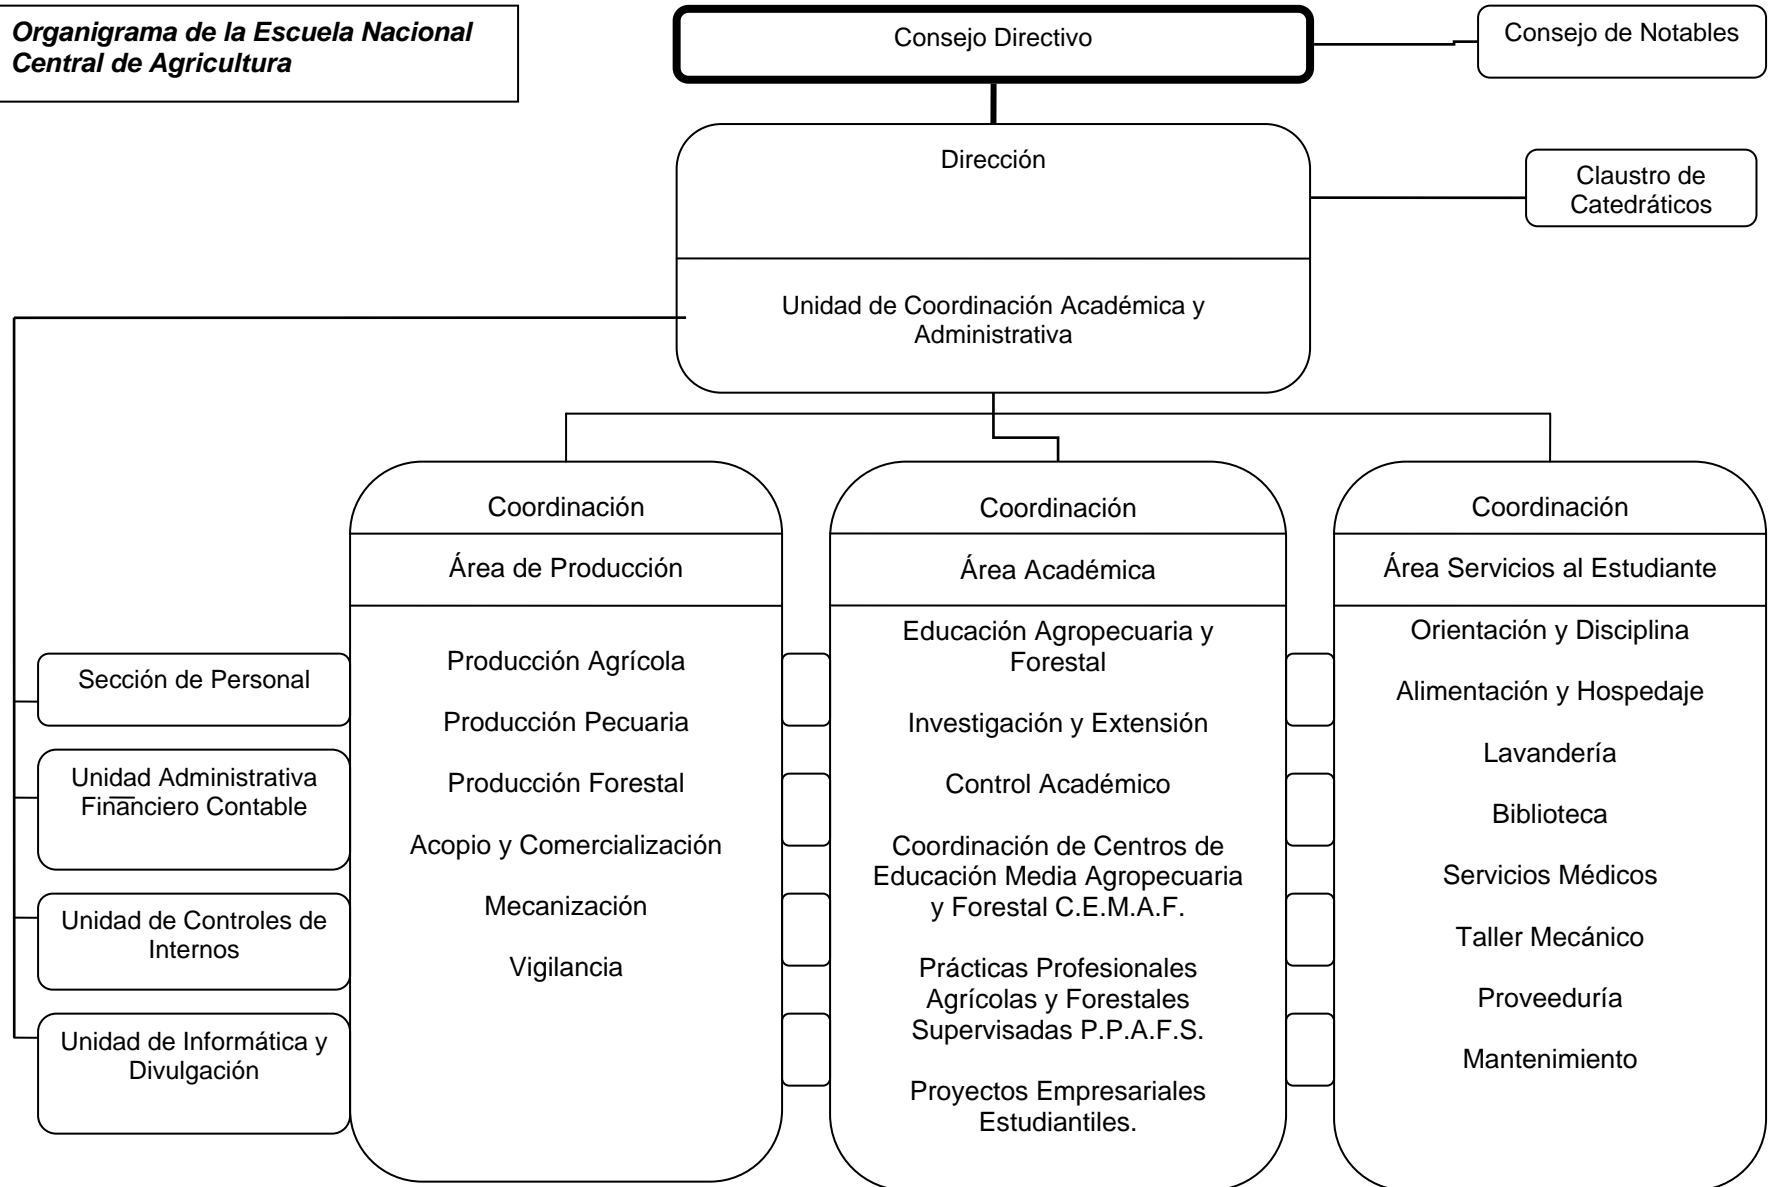 Organigrama de la Escuela Nacional
Central de Agricultura
Consejo Directivo
Consejo de Notables
Dirección
Claustro de
Catedráticos
Unidad de Coordinación Académica y
Administrativa
Sección de Personal
Unidad Administrativa
Financiero Contable
Unidad de Controles de
Internos
Unidad de Informática y
Divulgación
Coordinación
Área de Producción
Producción Agrícola
Producción Pecuaria
Producción Forestal
Acopio y Comercialización
Mecanización
Vigilancia
Coordinación
Área Académica
Educación Agropecuaria y
Forestal
Investigación y Extensión
Control Académico
Coordinación de Centros de
Educación Media Agropecuaria
y Forestal C.E.M.A.F.
Prácticas Profesionales
Agrícolas y Forestales
Supervisadas P.P.A.F.S.
Proyectos Empresariales
Estudiantiles.
Coordinación
Área Servicios al Estudiante
Orientación y Disciplina
Alimentación y Hospedaje
Lavandería
Biblioteca
Servicios Médicos
Taller Mecánico
Proveeduría
Mantenimiento